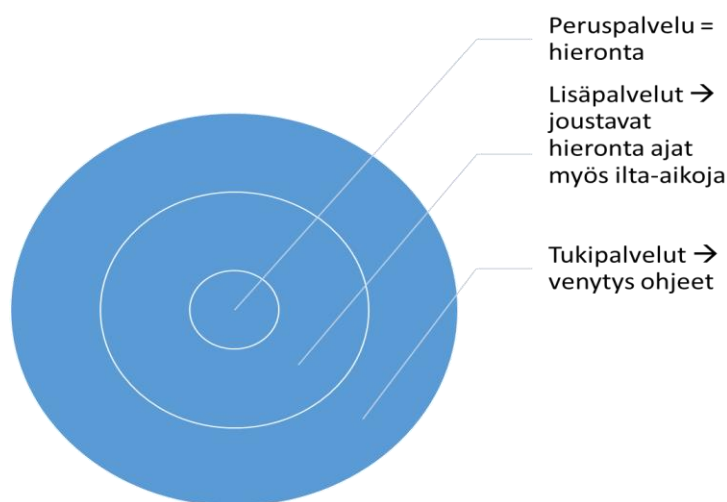 Peruspalvelu =
hieronta
Lisäpalvelut →
joustavat
hieronta ajat
myös ilta-aikoja
Tukipalvelut →
venytys ohjeet